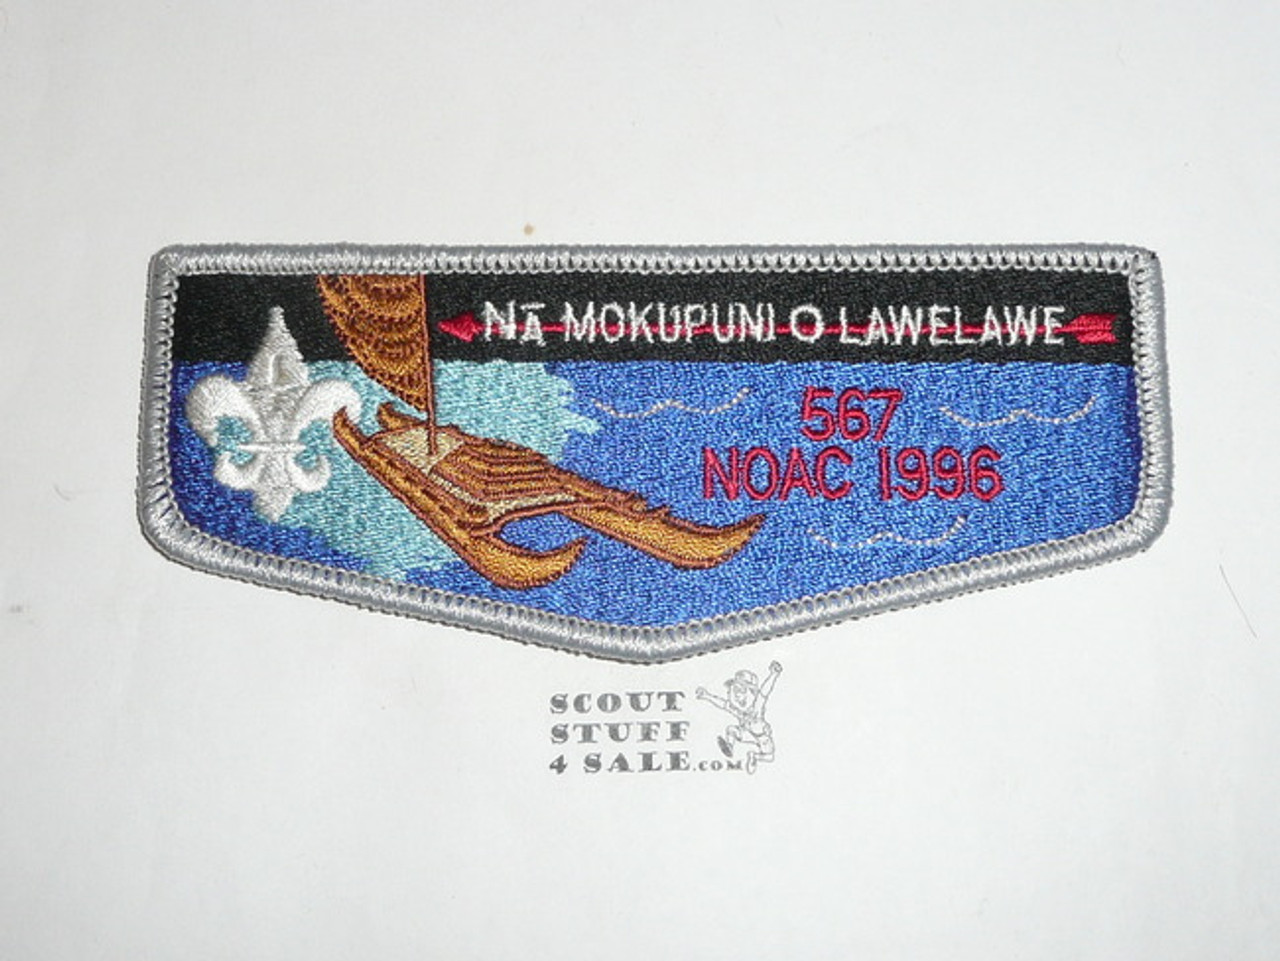 NĀ MOKUPUNI O LAWELAWE
567
NOAC 1996
SCOUT
STUFF
4 SALE.COM